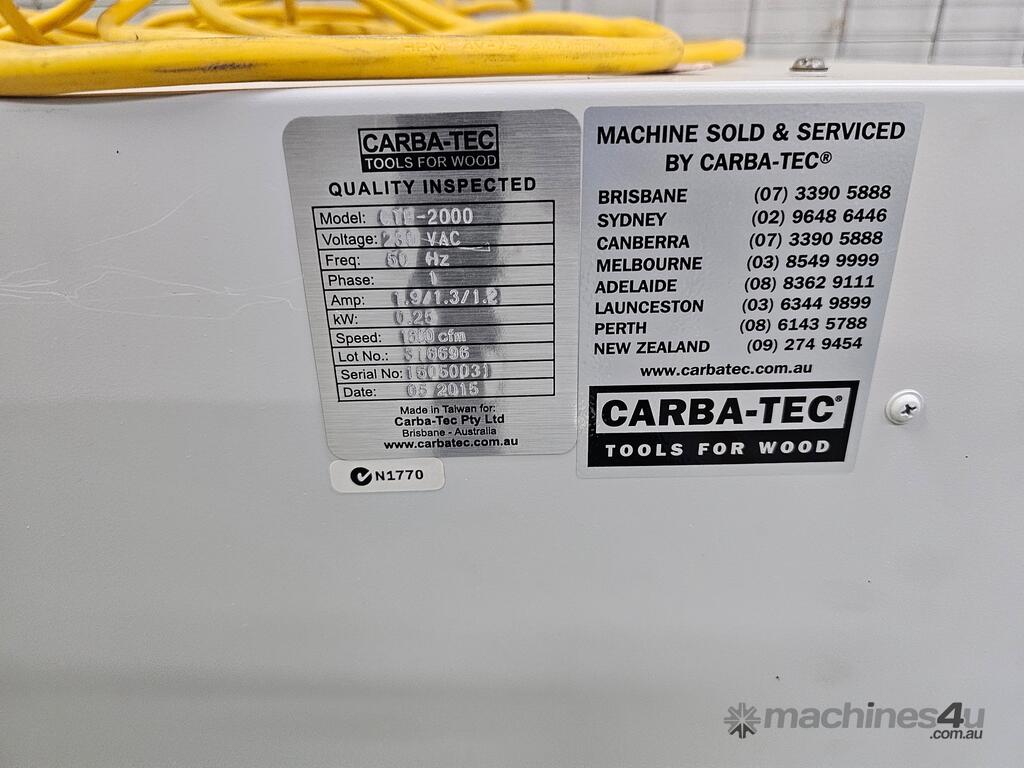 CARBA-TEC
TOOLS FOR WOOD
QUALITY INSPECTED
Model: -2000
Voltage: 230 VAC
Freq: 50 Hz
Phase: 1
Amp: 1.9/1.3/1.2
kW: 0.25
Speed: cfm
Lot No.: 316696
Serial No: 15050031
Date: 05 2015
Made in Taiwan for:
Carba-Tec Pty Ltd
Brisbane - Australia
www.carbatec.com.au
N1770
MACHINE SOLD & SERVICED
BY CARBA-TEC®
BRISBANE (07) 3390 5888
SYDNEY (02) 9648 6446
CANBERRA (07) 3390 5888
MELBOURNE (03) 8549 9999
ADELAIDE (08) 8362 9111
LAUNCESTON (03) 6344 9899
PERTH (08) 6143 5788
NEW ZEALAND (09) 274 9454
www.carbatec.com.au
CARBA-TEC®
TOOLS FOR WOOD
machines4u
.com.au